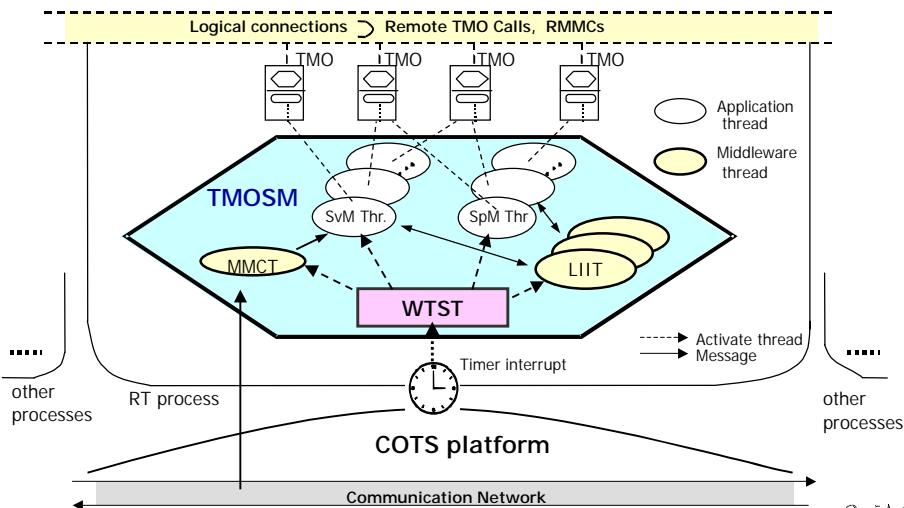 Logical connections ⊃ Remote TMO Calls, RMMCs
TMO
TMO
TMO
TMO
Application
thread
Middleware
thread
TMOSM
SvM Thr.
SpM Thr
MMCT
LIIT
WTST
Activate thread
Message
Timer interrupt
other
processes
RT process
other
processes
COTS platform
Communication Network